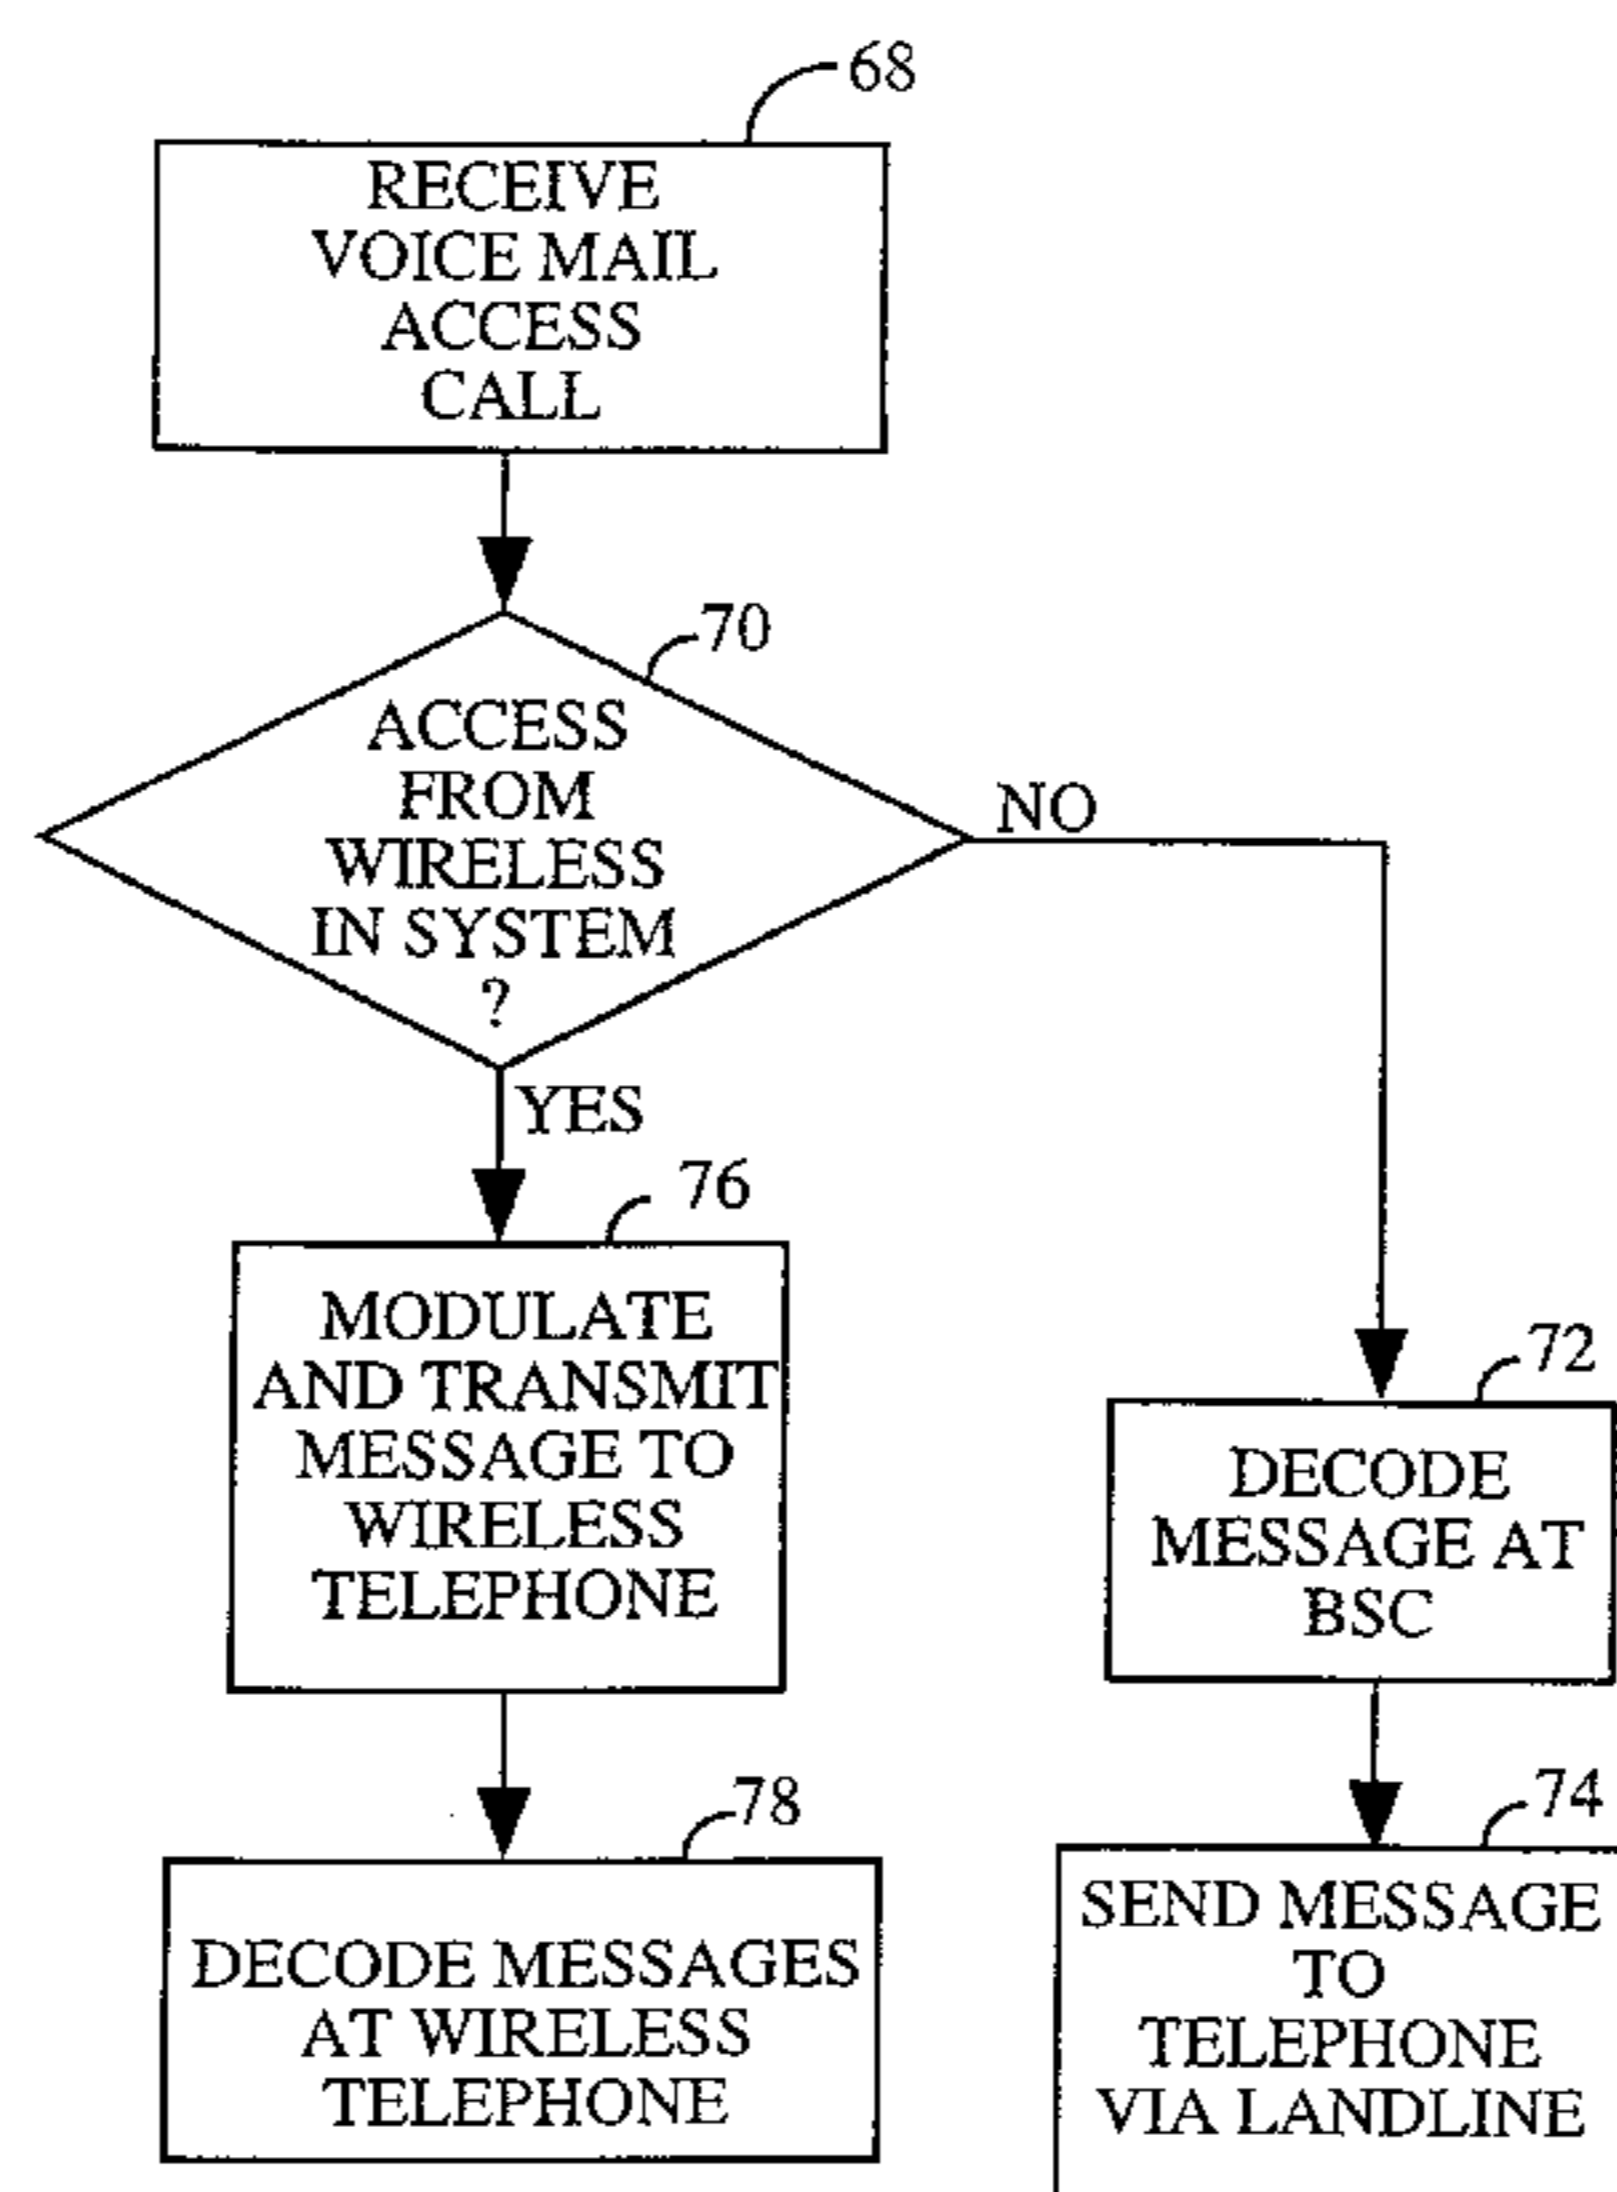 68
RECEIVE
VOICE MAIL
ACCESS
CALL
70
ACCESS
FROM
WIRELESS
IN SYSTEM
?
NO
YES
76
MODULATE
AND TRANSMIT
MESSAGE TO
WIRELESS
TELEPHONE
72
DECODE
MESSAGE AT
BSC
78
DECODE MESSAGES
AT WIRELESS
TELEPHONE
74
SEND MESSAGE
TO
TELEPHONE
VIA LANDLINE